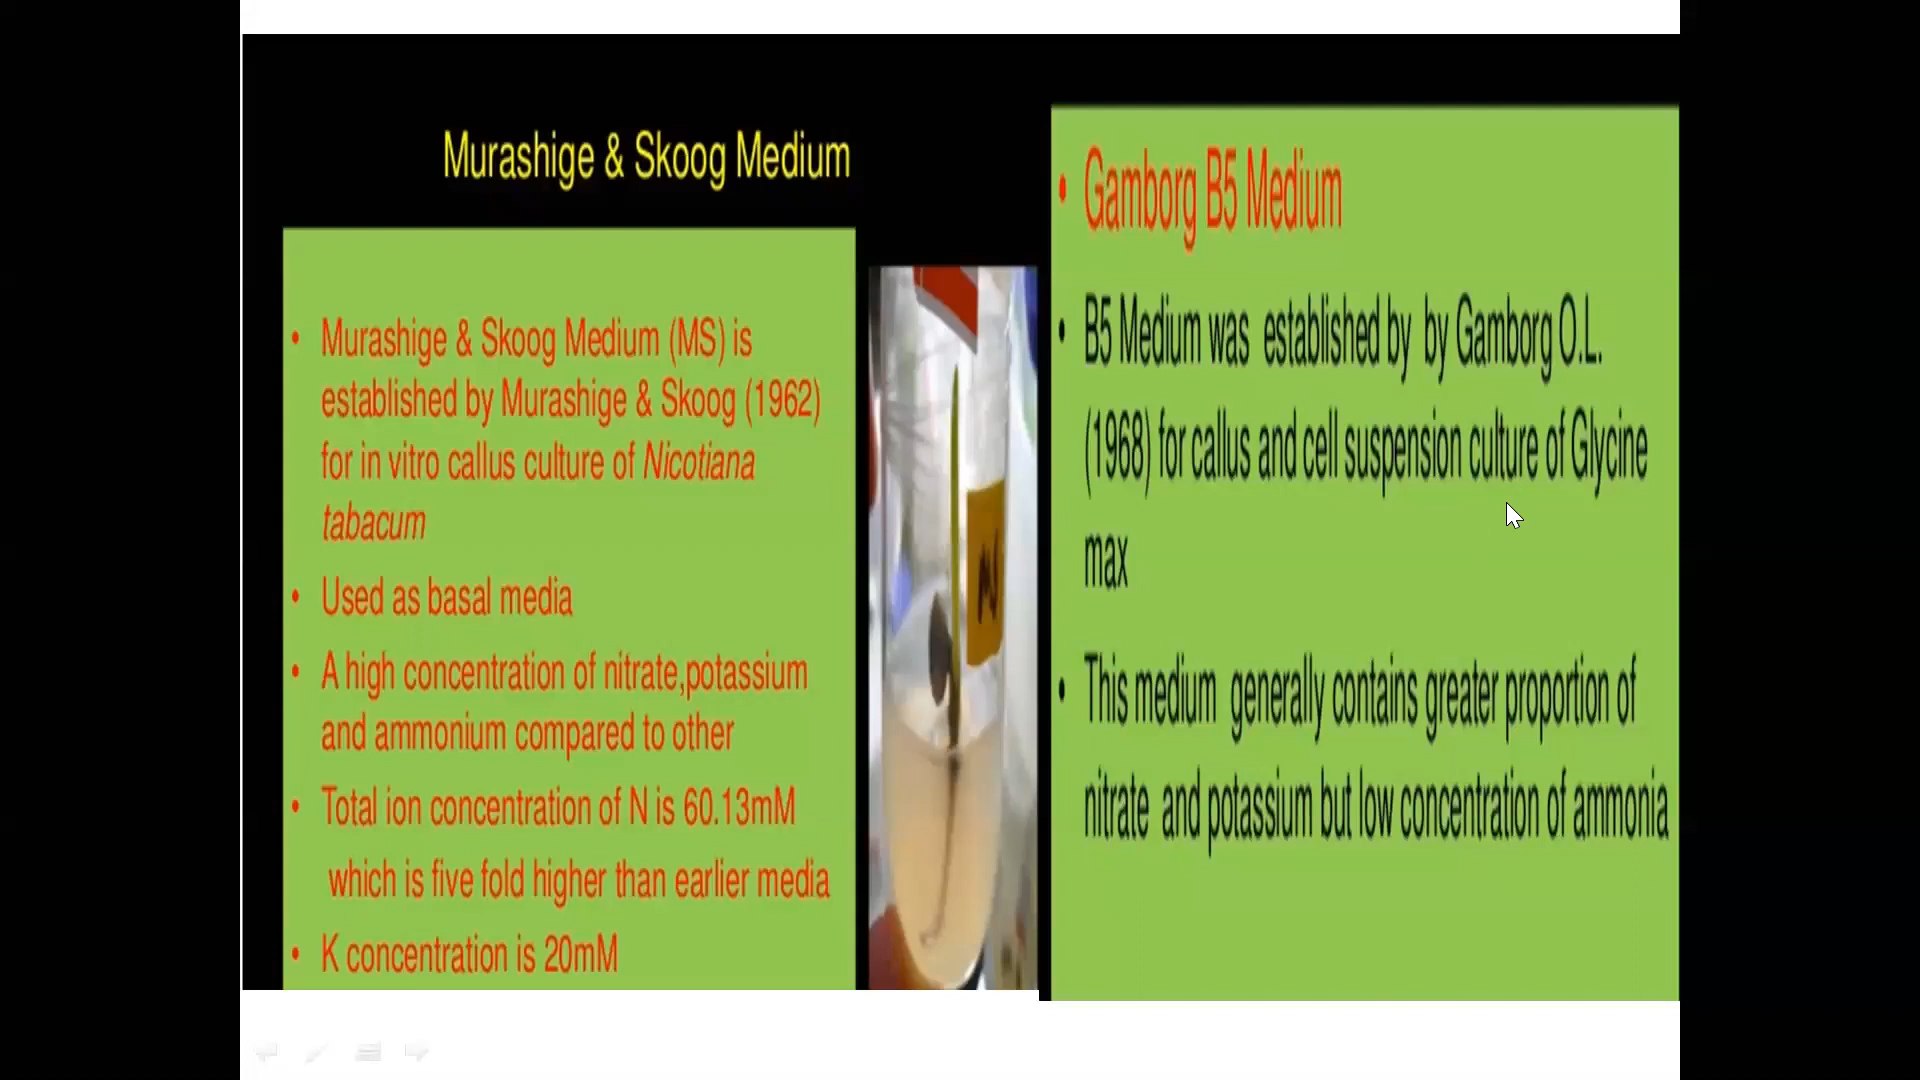 Murashige & Skoog Medium
• Murashige & Skoog Medium (MS) is
established by Murashige & Skoog (1962)
for in vitro callus culture of Nicotiana
tabacum
• Used as basal media
• A high concentration of nitrate,potassium
and ammonium compared to other
• Total ion concentration of N is 60.13mM
which is five fold higher than earlier media
• K concentration is 20mM
• Gamborg B5 Medium
• B5 Medium was established by by Gamborg O.L.
(1968) for callus and cell suspension culture of Glycine
max
• This medium generally contains greater proportion of
nitrate and potassium but low concentration of ammonia